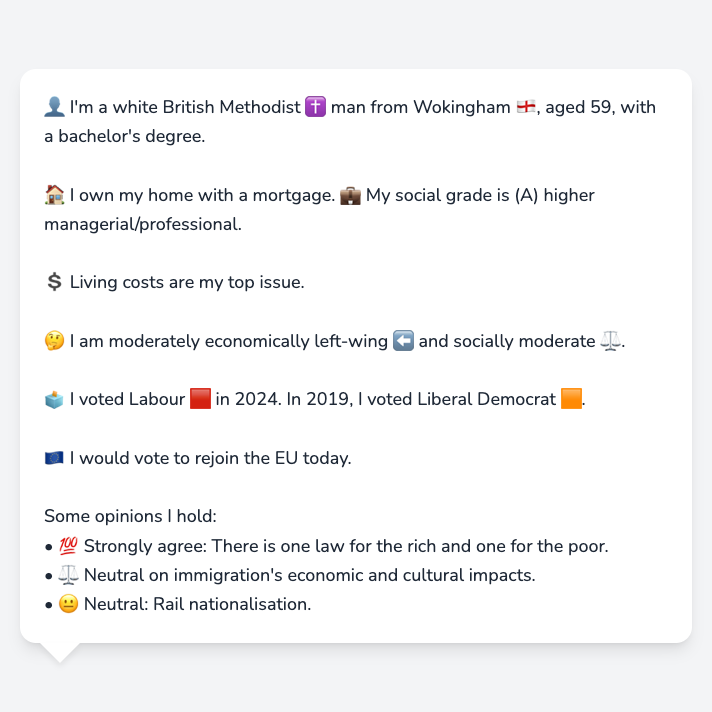 👤 I'm a white British Methodist ✝️ man from Wokingham 🏴󠁧󠁢󠁥󠁮󠁧󠁿, aged 59, with
a bachelor's degree.
🏠 I own my home with a mortgage. 💼 My social grade is (A) higher
managerial/professional.
💲 Living costs are my top issue.
🤔 I am moderately economically left-wing ⬅️ and socially moderate ⚖️.
🗳️ I voted Labour 🟥 in 2024. In 2019, I voted Liberal Democrat 🟧.
🇪🇺 I would vote to rejoin the EU today.
Some opinions I hold:
• 💯 Strongly agree: There is one law for the rich and one for the poor.
• ⚖️ Neutral on immigration's economic and cultural impacts.
• 😐 Neutral: Rail nationalisation.